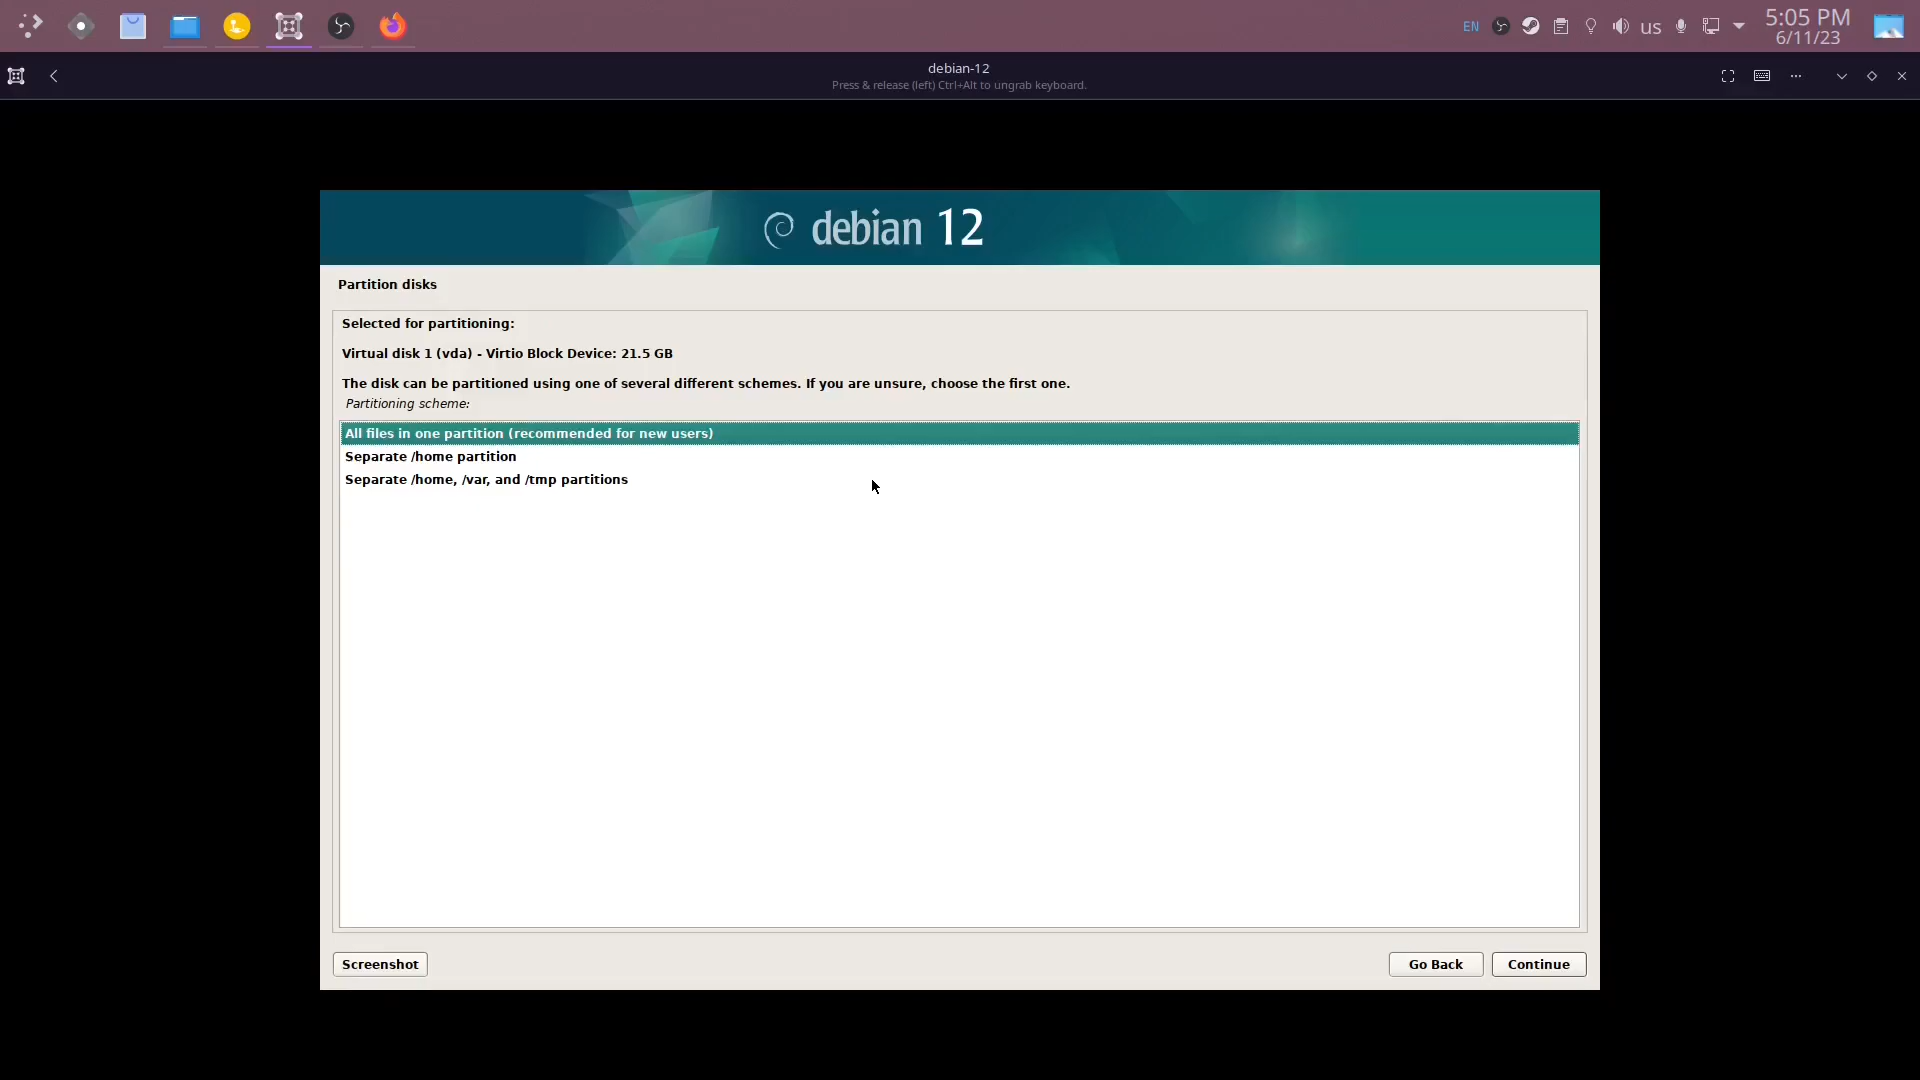 EN
us
5:05 PM
6/11/23
debian-12
Press & release (left) Ctrl+Alt to ungrab keyboard.
debian 12
Partition disks
Selected for partitioning:
Virtual disk 1 (vda) - Virtio Block Device: 21.5 GB
The disk can be partitioned using one of several different schemes. If you are unsure, choose the first one.
Partitioning scheme:
All files in one partition (recommended for new users)
Separate /home partition
Separate /home, /var, and /tmp partitions
Screenshot
Go Back
Continue